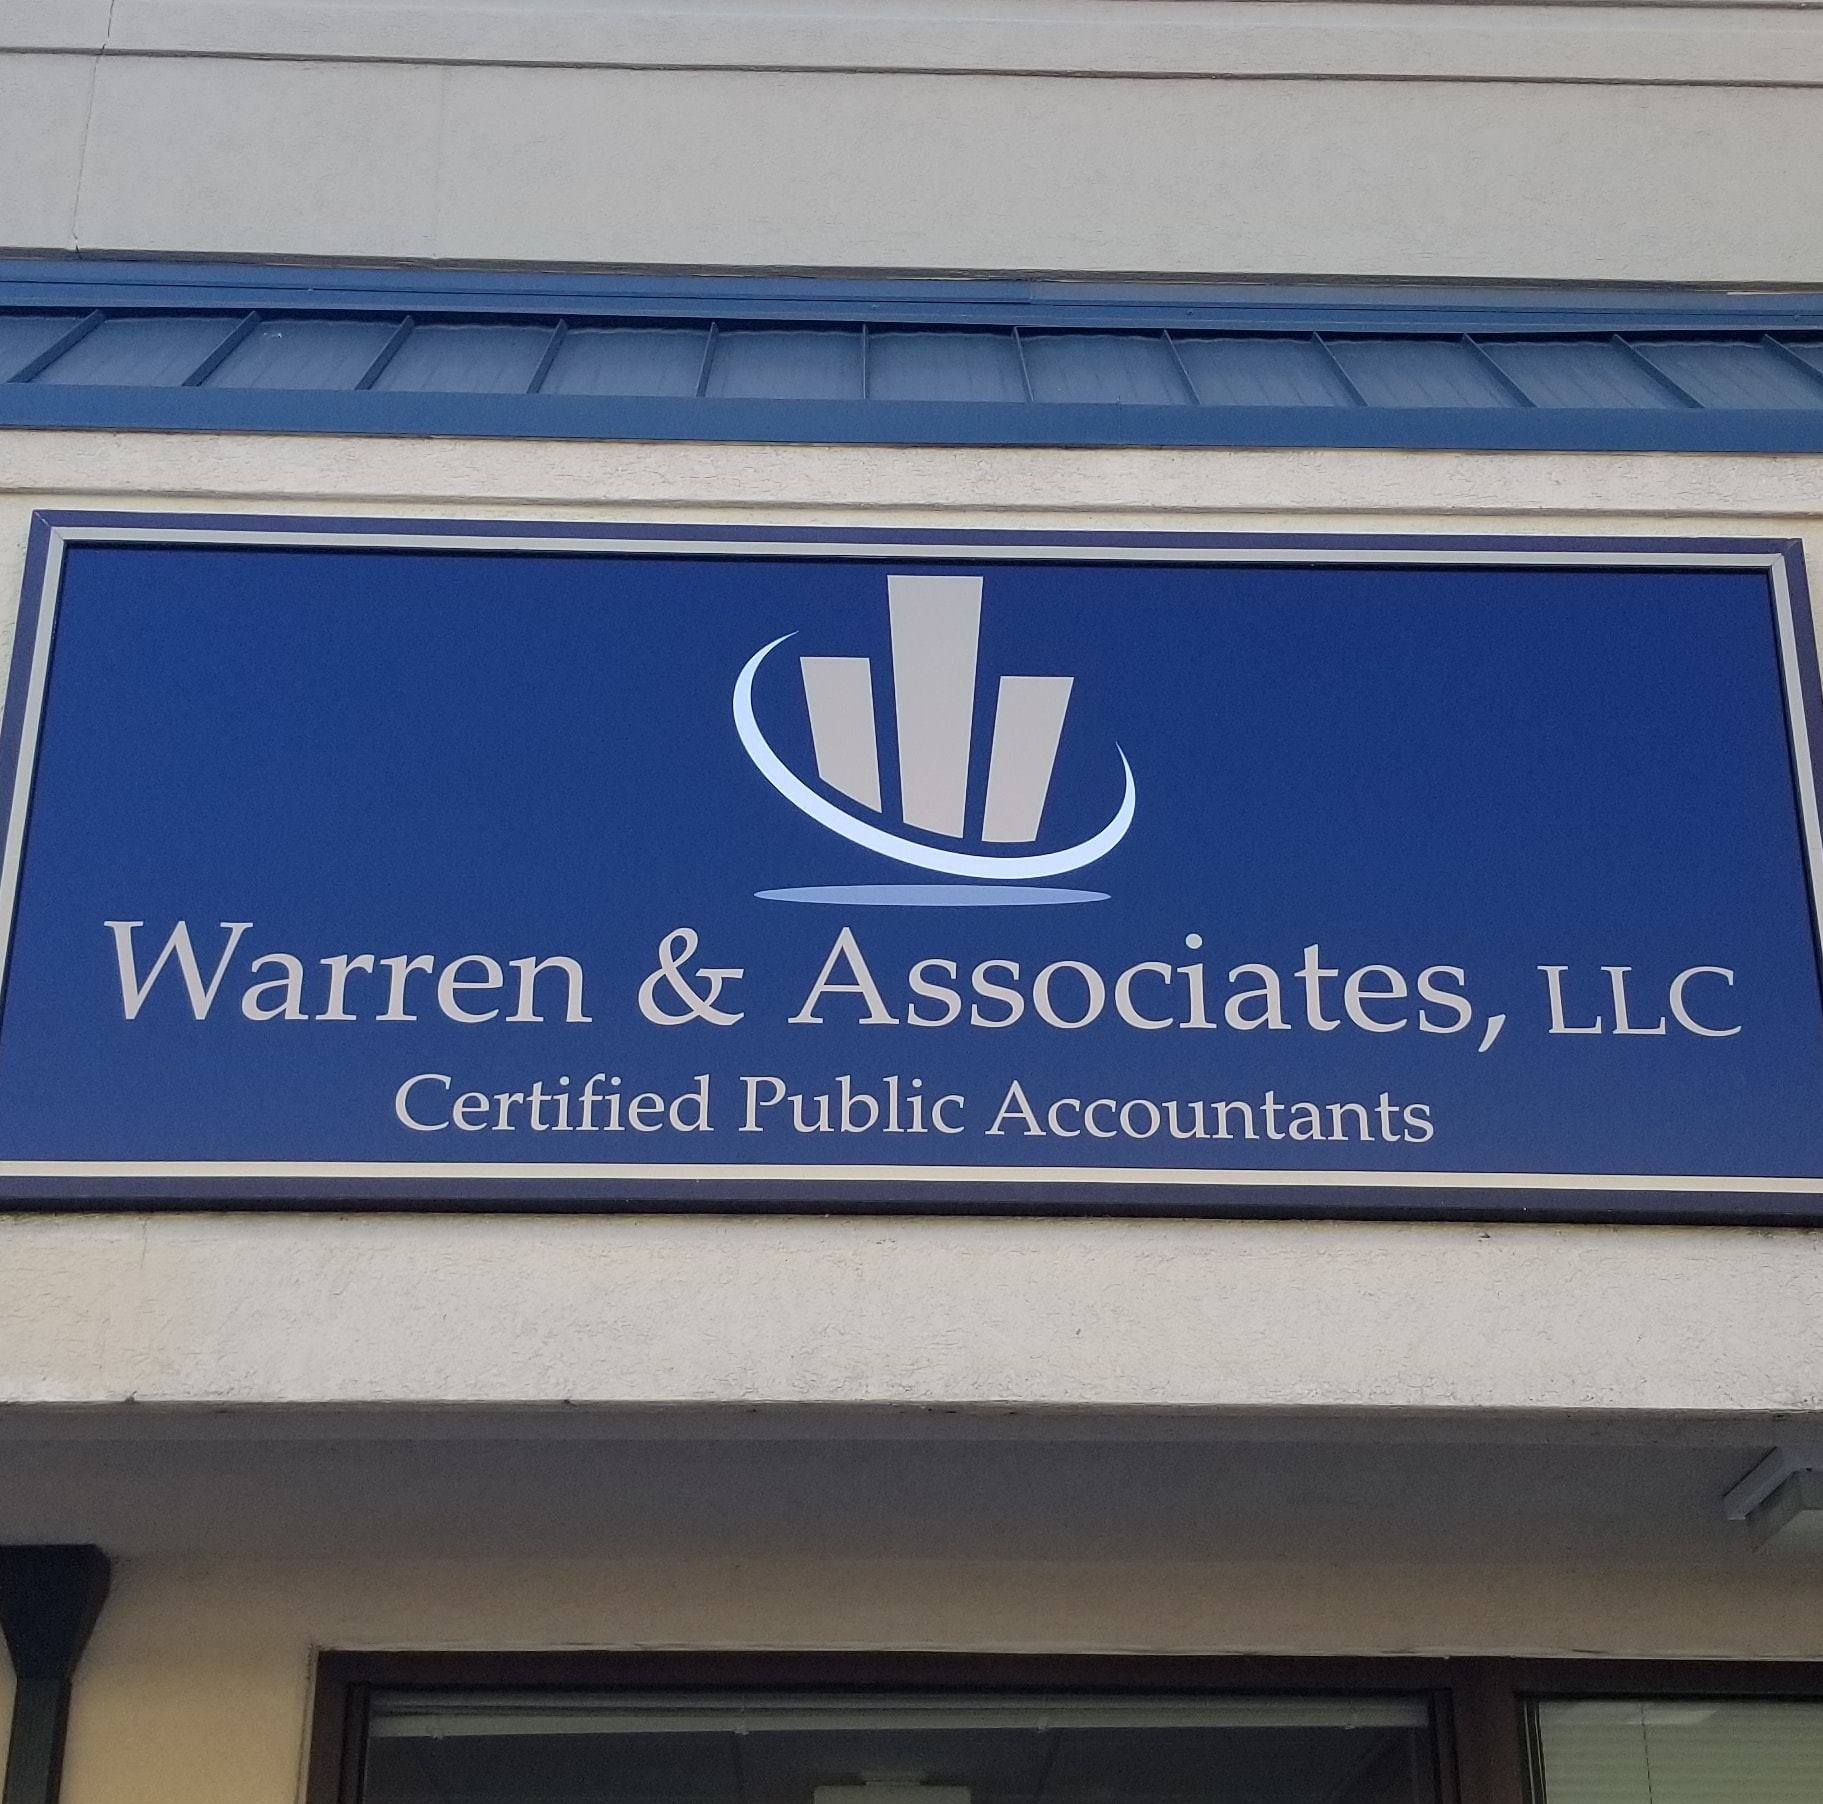 Warren & Associates, LLC
Certified Public Accountants